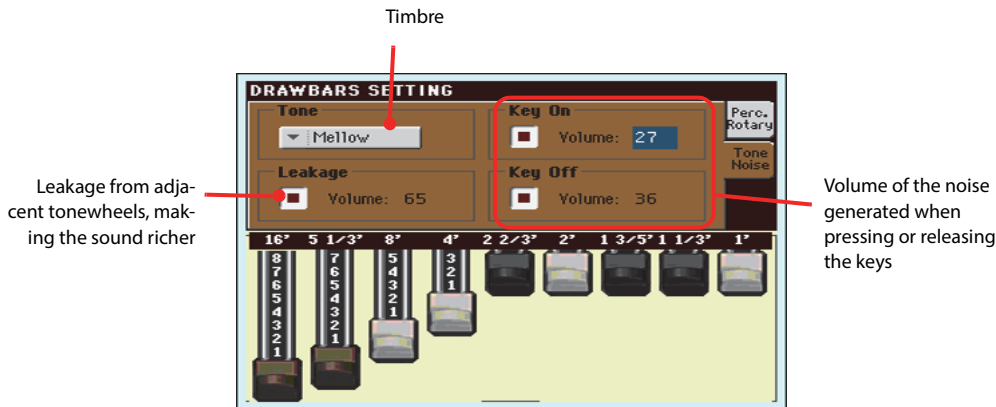 Timbre
DRAWBARS SETTING
Tone
Mellow
Key On
Volume: 27
Perc.
Rotary
Leakage
Volume: 65
Key Off
Volume: 36
Tone
Noise
Leakage from adja-
cent tonewheels, mak-
ing the sound richer
Volume of the noise
generated when
pressing or releasing
the keys
16' 5 1/3' 8' 4' 2 2/3' 2' 1 3/5' 1 1/3' 1'
8 7 6 5 4 3 2 1
7 6 5 4 3 2 1
5 4 3 2 1
3 2 1